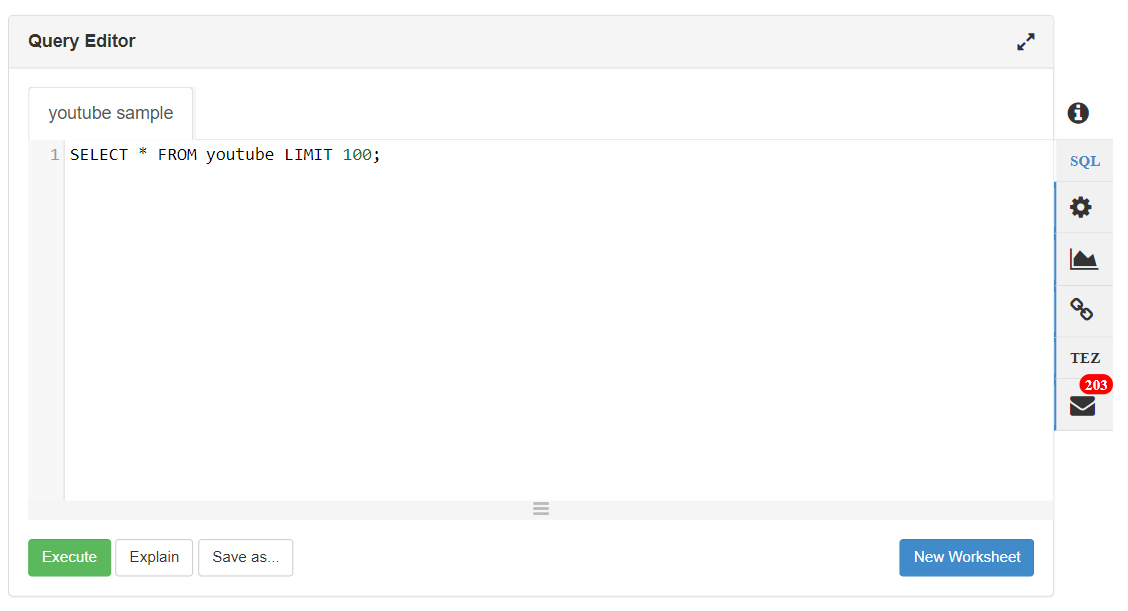 Query Editor
youtube sample
1 SELECT * FROM youtube LIMIT 100;
SQL
TEZ
203
Execute Explain Save as... New Worksheet